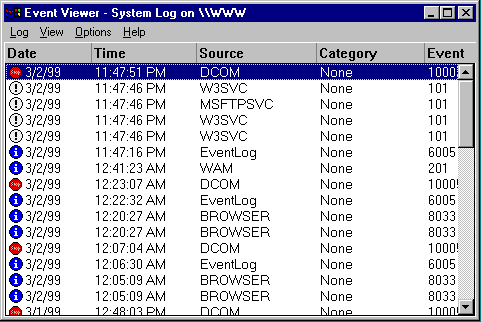 Event Viewer - System Log on \\WWW
Log View Options Help
Date Time Source Category Event
3/2/99 11:47:51 PM DCOM None 10005
3/2/99 11:47:46 PM W3SVC None 101
3/2/99 11:47:46 PM MSFTPSVC None 101
3/2/99 11:47:46 PM W3SVC None 101
3/2/99 11:47:46 PM W3SVC None 101
3/2/99 11:47:16 PM EventLog None 6005
3/2/99 12:41:23 AM WAM None 201
3/2/99 12:23:07 AM DCOM None 10005
3/2/99 12:22:32 AM EventLog None 6005
3/2/99 12:20:27 AM BROWSER None 8033
3/2/99 12:20:27 AM BROWSER None 8033
3/2/99 12:07:04 AM DCOM None 10005
3/2/99 12:06:30 AM EventLog None 6005
3/2/99 12:05:09 AM BROWSER None 8033
3/2/99 12:05:09 AM BROWSER None 8033
3/1/99 12:48:03 PM DCOM None 10005